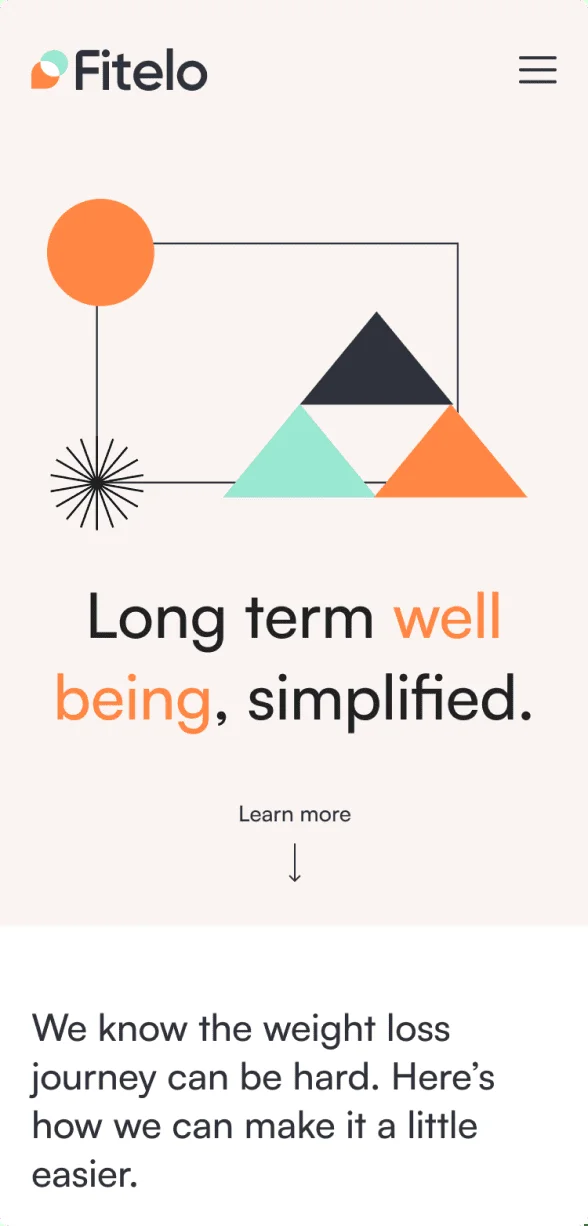 Fitelo
Long term well
being, simplified.
Learn more
We know the weight loss
journey can be hard. Here’s
how we can make it a little
easier.